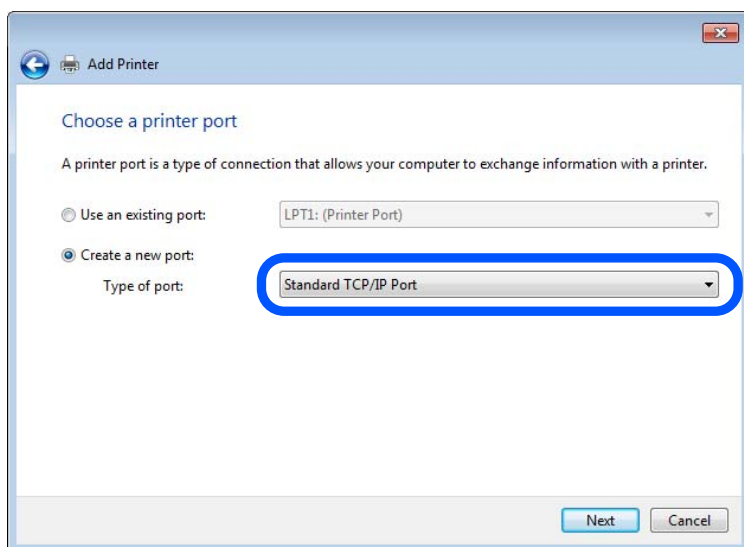 Add Printer
Choose a printer port
A printer port is a type of connection that allows your computer to exchange information with a printer.
Use an existing port: LPT1: (Printer Port)
Create a new port:
Type of port: Standard TCP/IP Port
Next Cancel